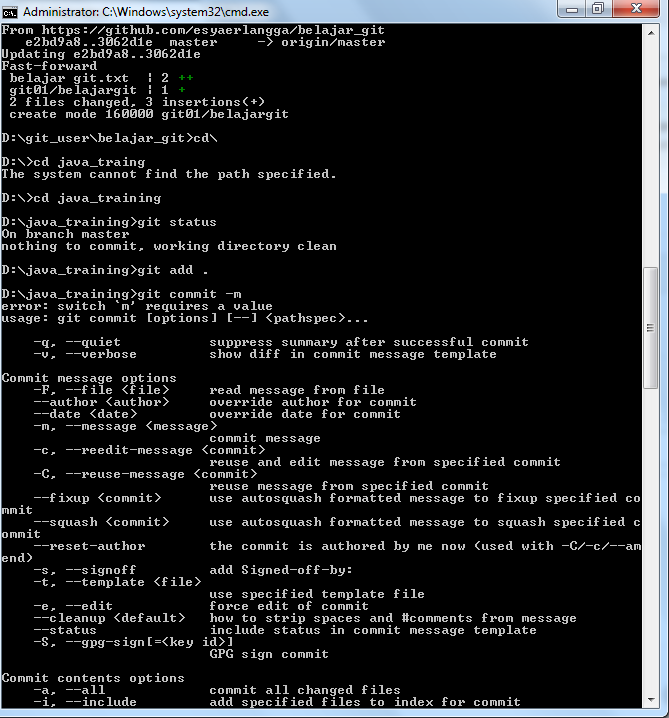 Administrator: C:\Windows\system32\cmd.exe
From https://github.com/esyaerlangga/belajar_git
   e2bd9a8..3062d1e  master     -> origin/master
Updating e2bd9a8..3062d1e
Fast-forward
 belajar git.txt  | 2 ++
 git01/belajargit | 1 +
 2 files changed, 3 insertions(+)
 create mode 160000 git01/belajargit
D:\git_user\belajar_git>cd\
D:\>cd java_traing
The system cannot find the path specified.
D:\>cd java_training
D:\java_training>git status
On branch master
nothing to commit, working directory clean
D:\java_training>git add .
D:\java_training>git commit -m
error: switch `m' requires a value
usage: git commit [options] [--] <pathspec>...
    -q, --quiet           suppress summary after successful commit
    -v, --verbose         show diff in commit message template
Commit message options
    -F, --file <file>     read message from file
    --author <author>     override author for commit
    --date <date>         override date for commit
    -m, --message <message>
                          commit message
    -c, --reedit-message <commit>
                          reuse and edit message from specified commit
    -C, --reuse-message <commit>
                          reuse message from specified commit
    --fixup <commit>      use autosquash formatted message to fixup specified co
mmit
    --squash <commit>     use autosquash formatted message to squash specified c
ommit
    --reset-author        the commit is authored by me now (used with -C/-c/--am
end)
    -s, --signoff         add Signed-off-by:
    -t, --template <file>
                          use specified template file
    -e, --edit            force edit of commit
    --cleanup <default>   how to strip spaces and #comments from message
    --status              include status in commit message template
    -S, --gpg-sign[=<key id>]
                          GPG sign commit
Commit contents options
    -a, --all             commit all changed files
    -i, --include         add specified files to index for commit